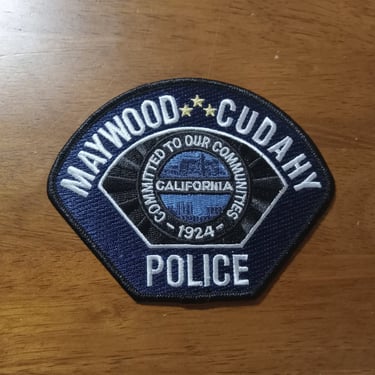 MAYWOOD CUDAHY
COMMITTED TO OUR COMMUNITIES
CALIFORNIA
- 1924 -
POLICE